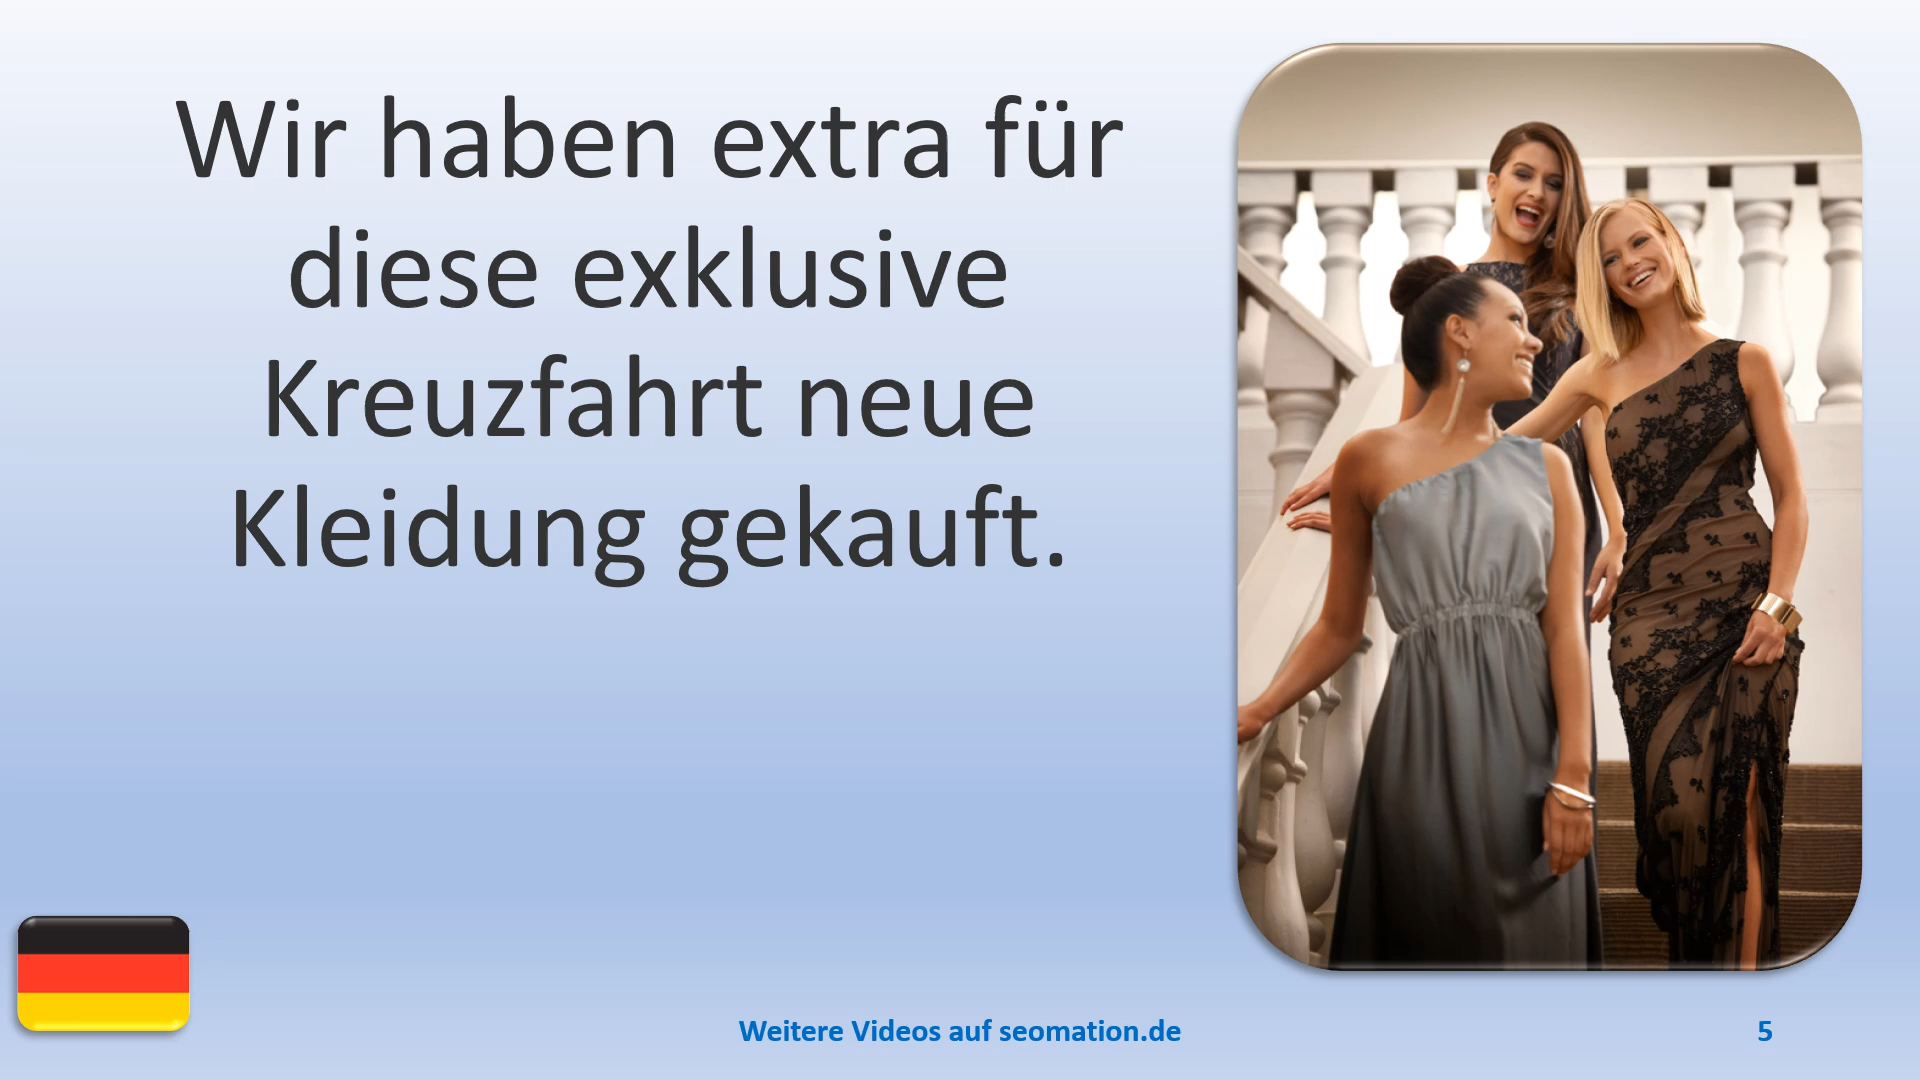 Wir haben extra für
diese exklusive
Kreuzfahrt neue
Kleidung gekauft.
Weitere Videos auf seomation.de
5